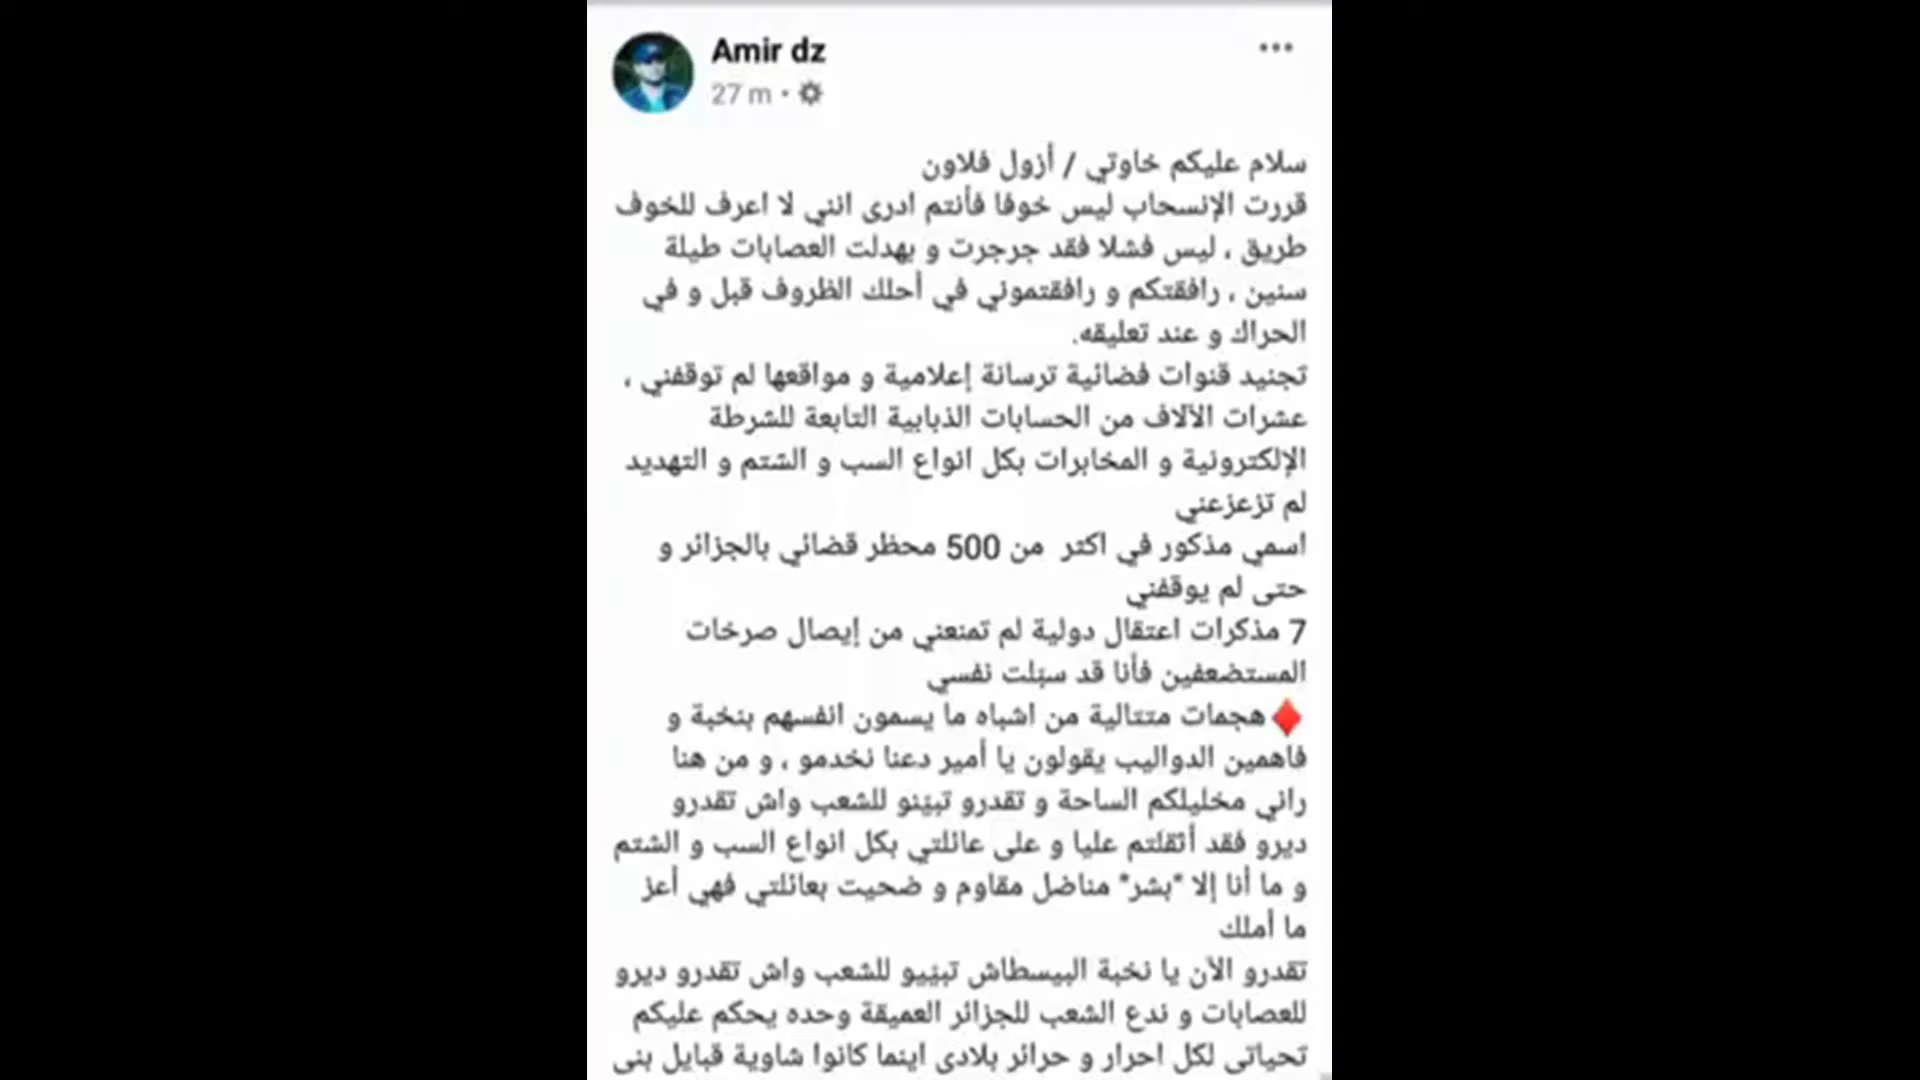 Amir dz
27 m
سلام عليكم خاوتي / أزول فلاون
قررت الإنسحاب ليس خوفا فأنتم ادرى انني لا اعرف للخوف
طريق ، ليس فشلا فقد جرجرت و بهدلت العصابات طيلة
سنين ، رافقتكم و رافقتموني في أحلك الظروف قبل و في
الحراك و عند تعليقه.
تجنيد قنوات فضائية ترسانة إعلامية و مواقعها لم توقفني ،
عشرات الآلاف من الحسابات الذبابية التابعة للشرطة
الإلكترونية و المخابرات بكل انواع السب و الشتم و التهديد
لم تزعزعني
اسمي مذكور في اكثر من 500 محظر قضائي بالجزائر و
حتى لم يوقفني
7 مذكرات اعتقال دولية لم تمنعني من إيصال صرخات
المستضعفين فأنا قد سبّلت نفسي
♦️هجمات متتالية من اشباه ما يسمون انفسهم بنخبة و
فاهمين الدواليب يقولون يا أمير دعنا نخدمو ، و من هنا
راني مخليلكم الساحة و تقدرو تبيّنو للشعب واش تقدرو
ديرو فقد أثقلتم عليا و على عائلتي بكل انواع السب و الشتم
و ما أنا إلا "بشر" مناضل مقاوم و ضحيت بعائلتي فهي أعز
ما أملك
تقدرو الآن يا نخبة البيسطاش تبيّيو للشعب واش تقدرو ديرو
للعصابات و ندع الشعب للجزائر العميقة وحده يحكم عليكم
تحياتي لكل احرار و حرائر بلادي اينما كانوا شاوية قبايل بني